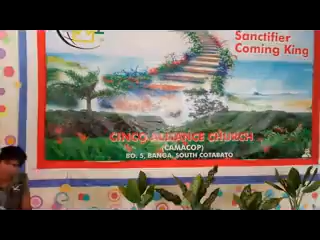 Sanctifier
Coming King
CINCO ALLIANCE CHURCH
(CAMACOP)
BO. 5, BANGA, SOUTH COTABATO